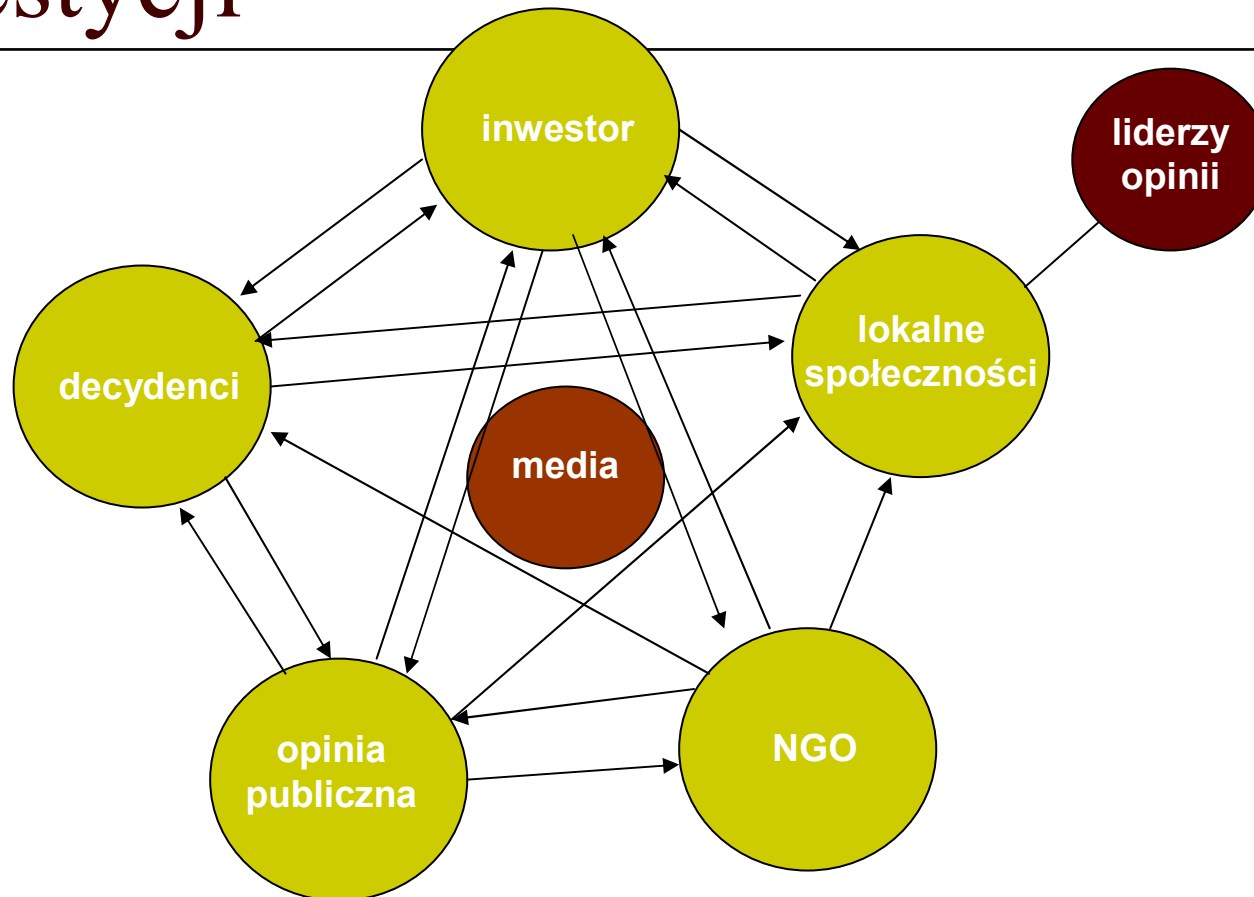 inwestor
liderzy
opinii
lokalne
społeczności
decydenci
media
opinia
publiczna
NGO